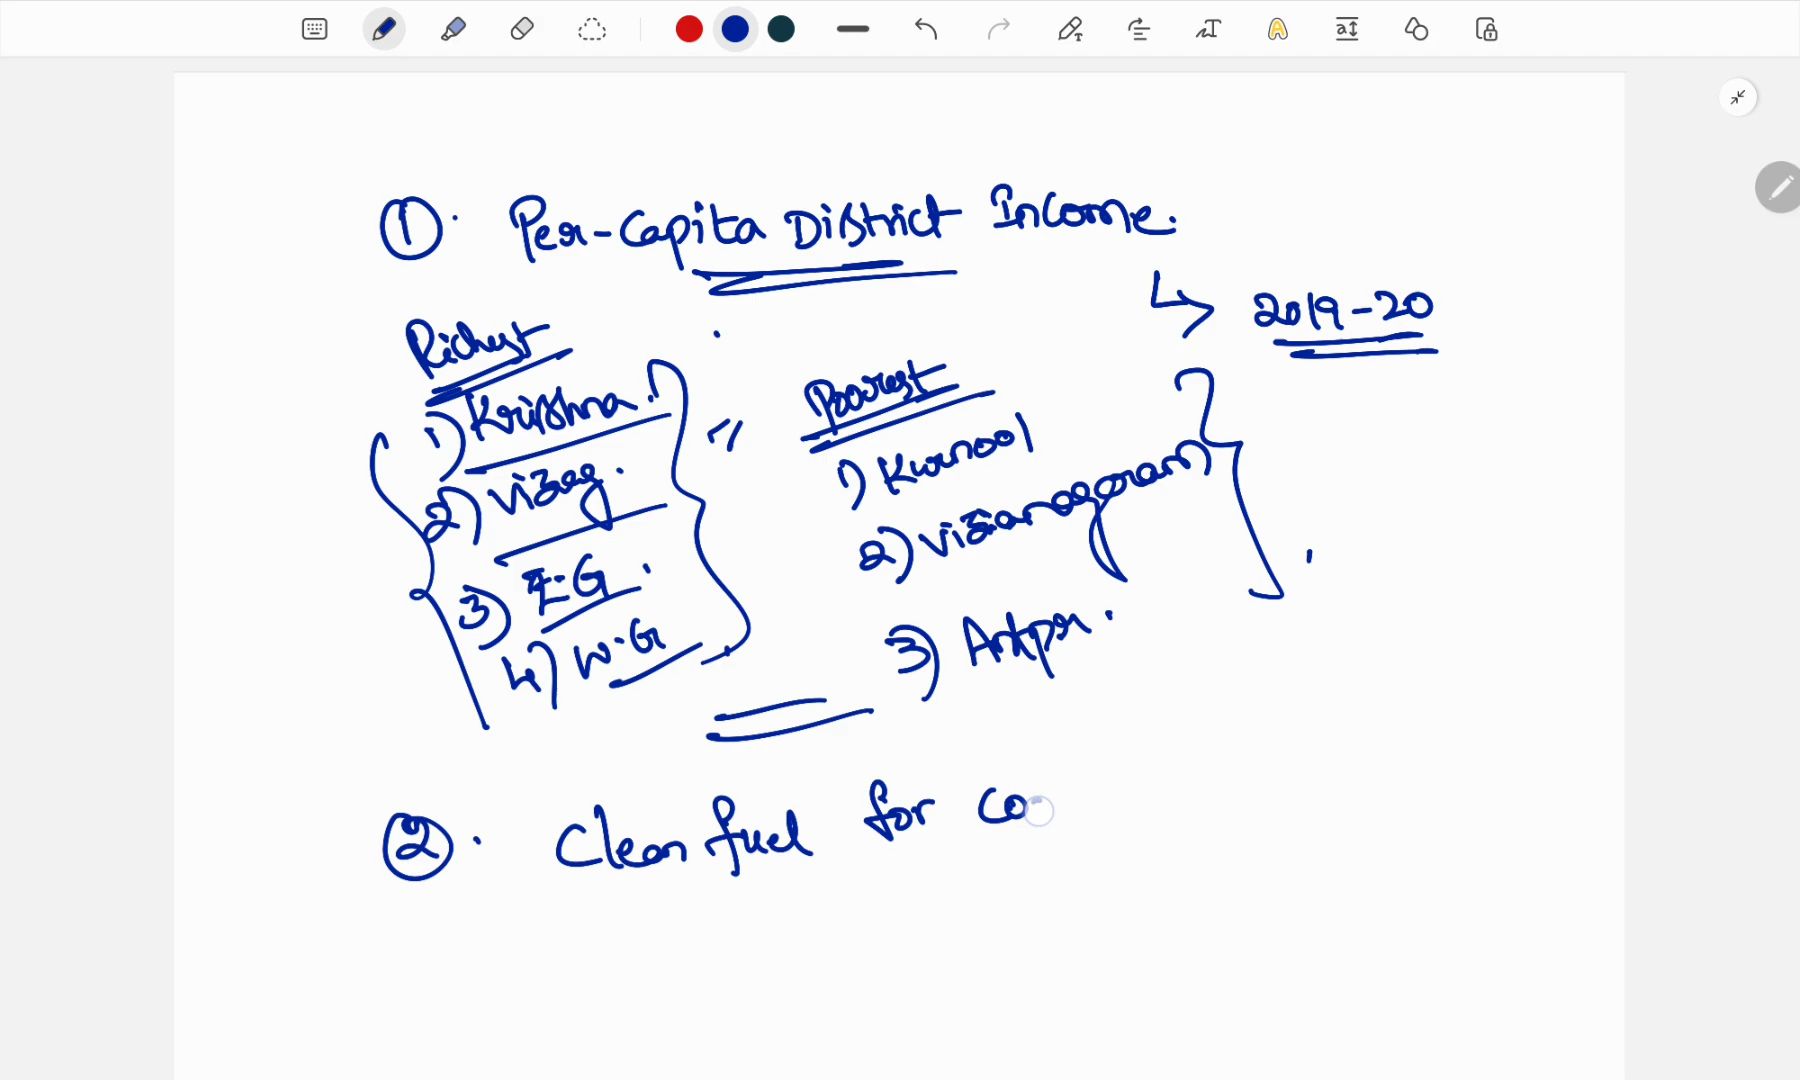 ① Per-Capita District Income.
↳ 2019-20
Richest
1) Krishna.
2) Vizag.
3) E.G.
4) W.G
Poorest
1) Kurnool
2) Vizianagaram
3) Antpur.
② Clean fuel for co